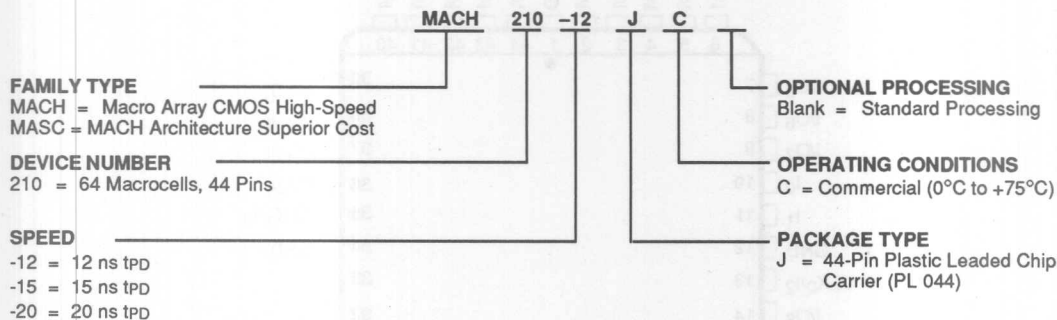 MACH 210 –12 J C
FAMILY TYPE
MACH = Macro Array CMOS High-Speed
MASC = MACH Architecture Superior Cost
DEVICE NUMBER
210 = 64 Macrocells, 44 Pins
SPEED
-12 = 12 ns tPD
-15 = 15 ns tPD
-20 = 20 ns tPD
OPTIONAL PROCESSING
Blank = Standard Processing
OPERATING CONDITIONS
C = Commercial (0°C to +75°C)
PACKAGE TYPE
J = 44-Pin Plastic Leaded Chip
Carrier (PL 044)